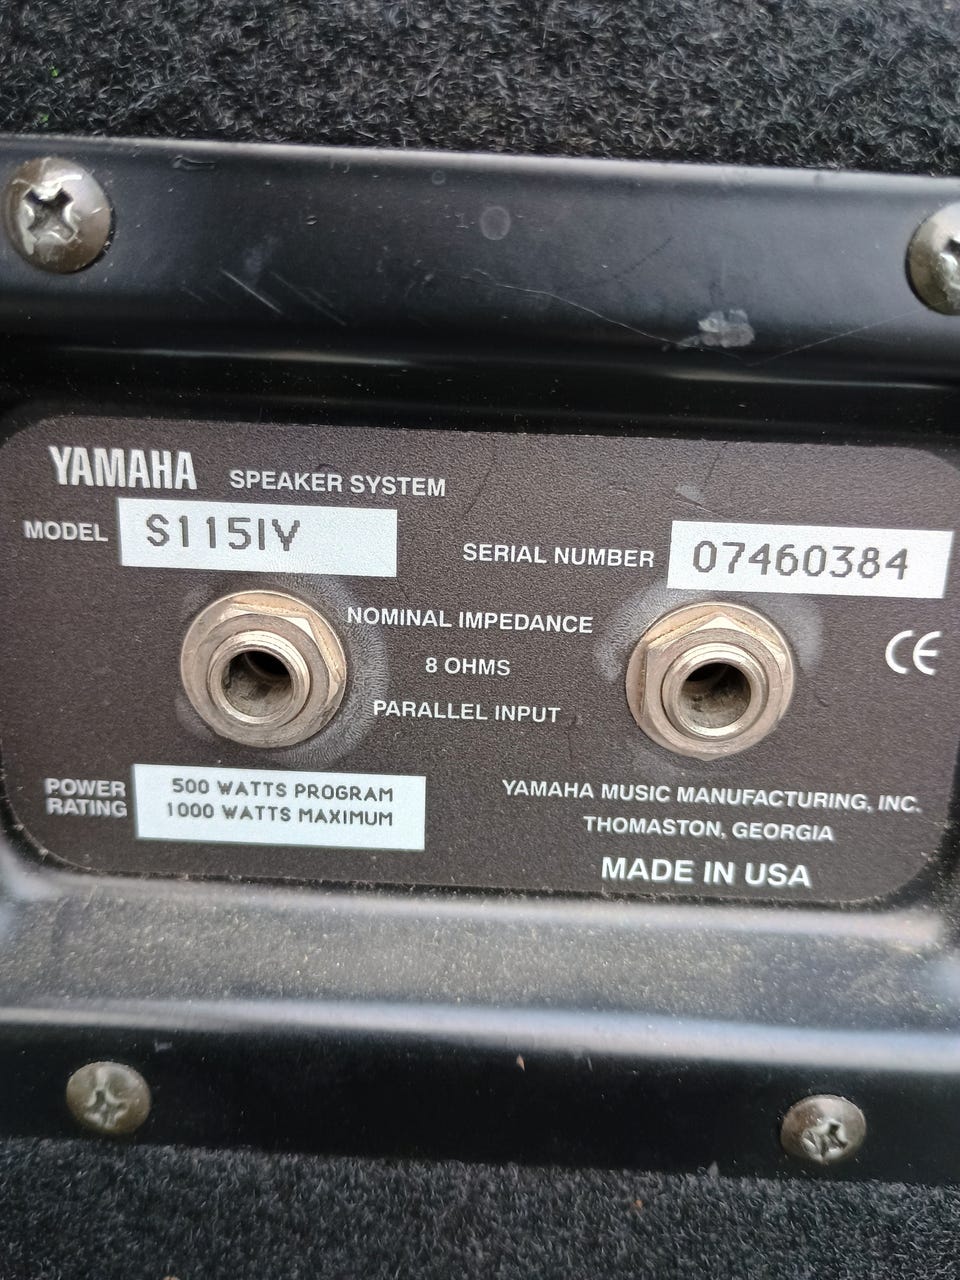 YAMAHA SPEAKER SYSTEM
MODEL S115IV
SERIAL NUMBER 07460384
NOMINAL IMPEDANCE
8 OHMS
PARALLEL INPUT
CE
POWER RATING
500 WATTS PROGRAM
1000 WATTS MAXIMUM
YAMAHA MUSIC MANUFACTURING, INC.
THOMASTON, GEORGIA
MADE IN USA